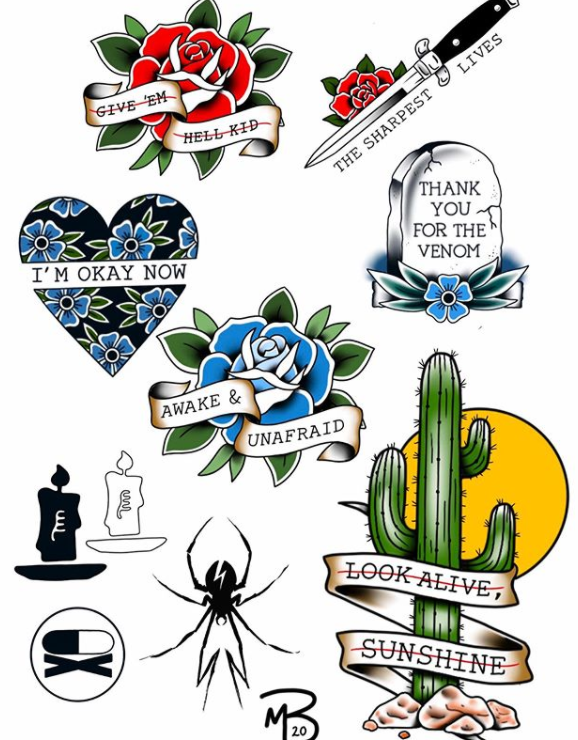 GIVE 'EM
HELL KID
THE SHARPEST LIVES
THANK
YOU
FOR THE
VENOM
I'M OKAY NOW
AWAKE &
UNAFRAID
LOOK ALIVE,
SUNSHINE
MB
20